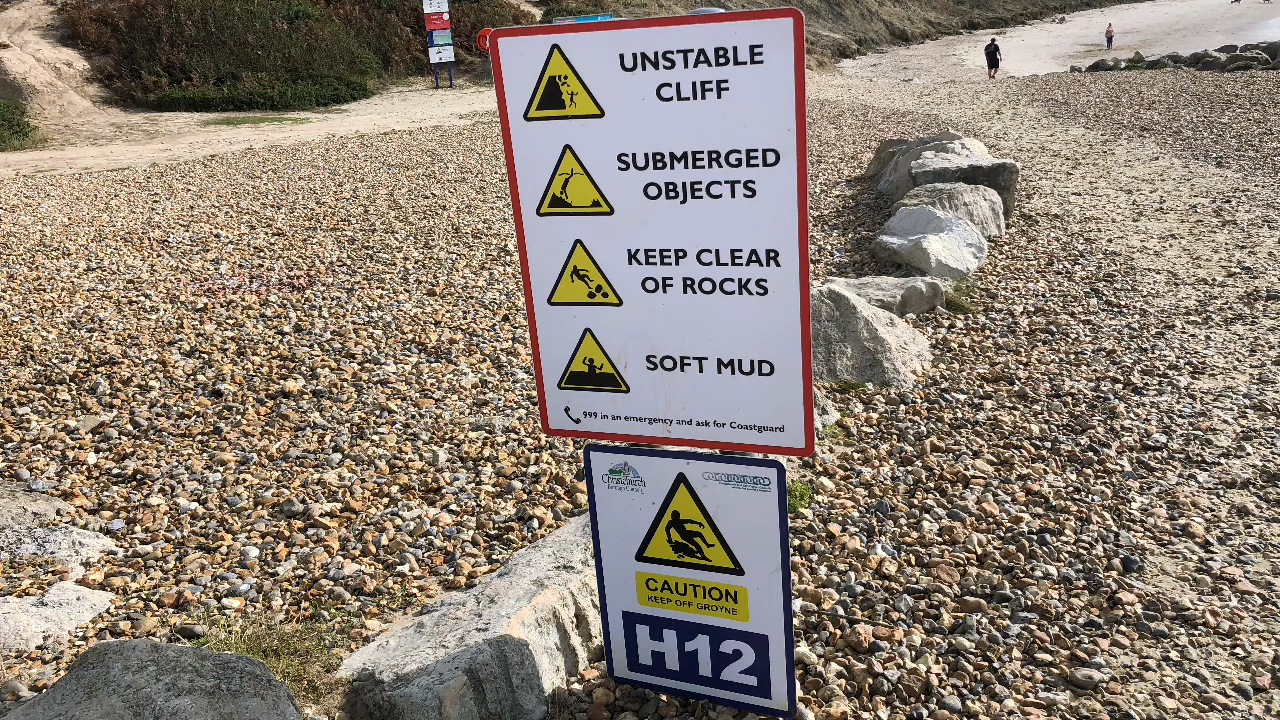 UNSTABLE
CLIFF
SUBMERGED
OBJECTS
KEEP CLEAR
OF ROCKS
SOFT MUD
999 in an emergency and ask for Coastguard
Christchurch
CAUTION
KEEP OFF GROYNE
H12